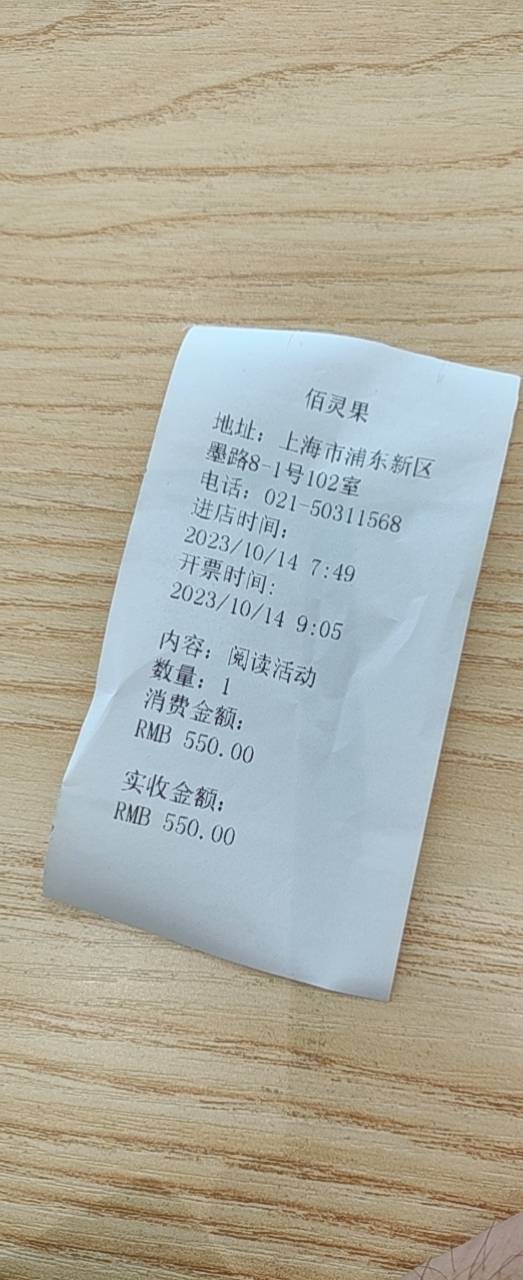 佰灵果
地址：上海市浦东新区
墨路8-1号102室
电话：021-50311568
进店时间：
2023/10/14 7:49
开票时间：
2023/10/14 9:05
内容：阅读活动
数量：1
消费金额：
RMB 550.00
实收金额：
RMB 550.00